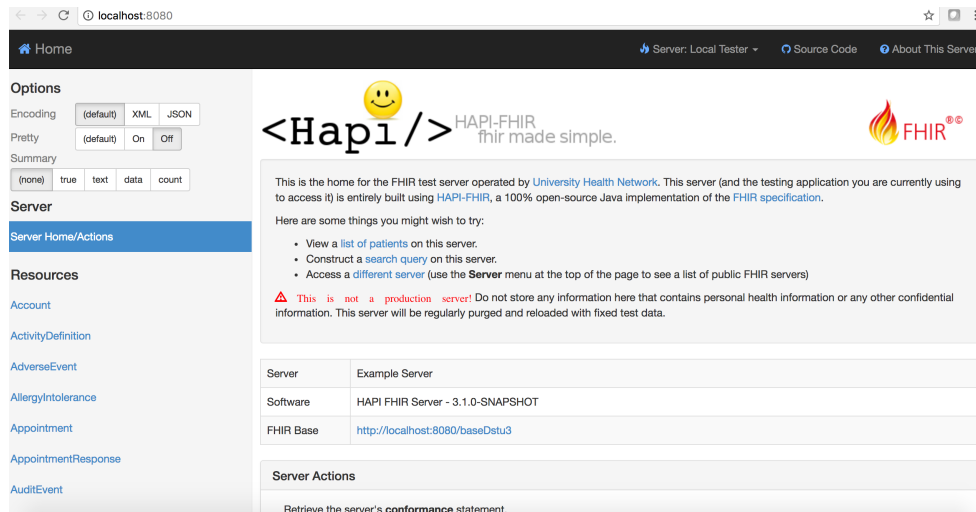 localhost:8080
Home
Server: Local Tester
Source Code
About This Server
Options
Encoding (default) XML JSON
Pretty (default) On Off
Summary
(none) true text data count
Server
Server Home/Actions
Resources
Account
ActivityDefinition
AdverseEvent
AllergyIntolerance
Appointment
AppointmentResponse
AuditEvent
<Hapi/>
HAPI-FHIR
fhir made simple.
FHIR®©
This is the home for the FHIR test server operated by University Health Network. This server (and the testing application you are currently using
to access it) is entirely built using HAPI-FHIR, a 100% open-source Java implementation of the FHIR specification.
Here are some things you might wish to try:
• View a list of patients on this server.
• Construct a search query on this server.
• Access a different server (use the Server menu at the top of the page to see a list of public FHIR servers)
This is not a production server! Do not store any information here that contains personal health information or any other confidential
information. This server will be regularly purged and reloaded with fixed test data.
Server Example Server
Software HAPI FHIR Server - 3.1.0-SNAPSHOT
FHIR Base http://localhost:8080/baseDstu3
Server Actions
Retrieve the server's conformance statement.